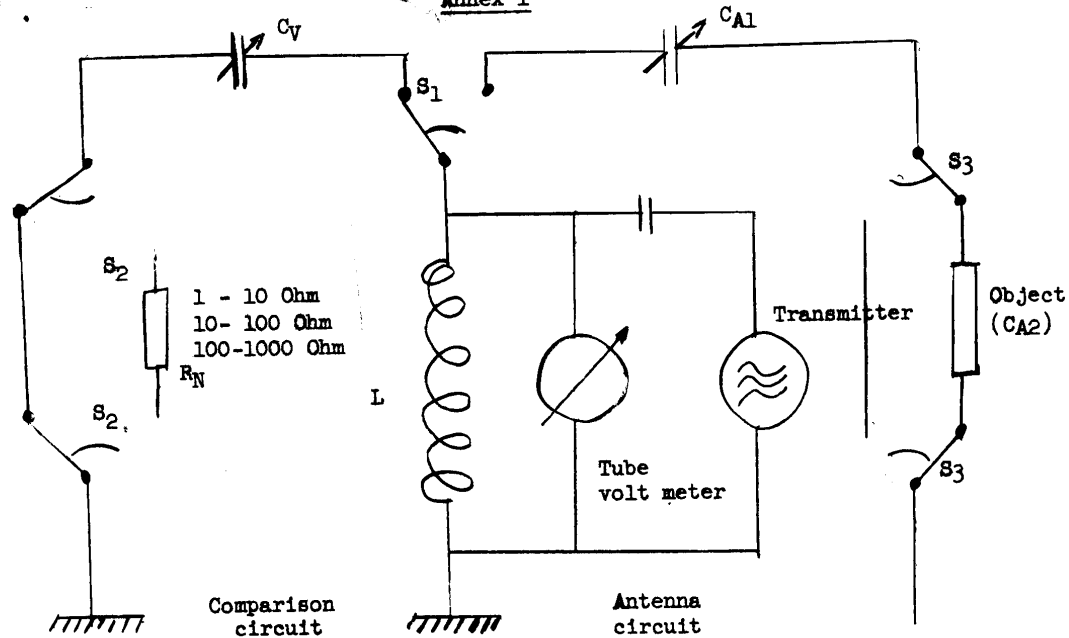 Annex 1
CV
CA1
S1
S3
S2
1 - 10 Ohm
10- 100 Ohm
100-1000 Ohm
RN
S2
L
Transmitter
Object
(CA2)
Tube
volt meter
S3
Comparison
circuit
Antenna
circuit